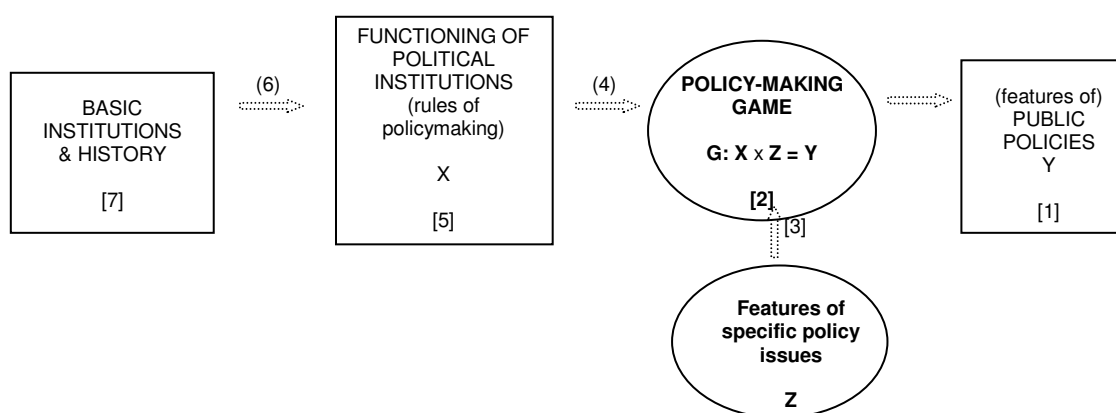 BASIC
INSTITUTIONS
& HISTORY
[7]
(6)
FUNCTIONING OF
POLITICAL
INSTITUTIONS
(rules of
policymaking)
X
[5]
(4)
POLICY-MAKING
GAME
G: X x Z = Y
[2]
[3]
Features of
specific policy
issues
Z
(features of)
PUBLIC
POLICIES
Y
[1]